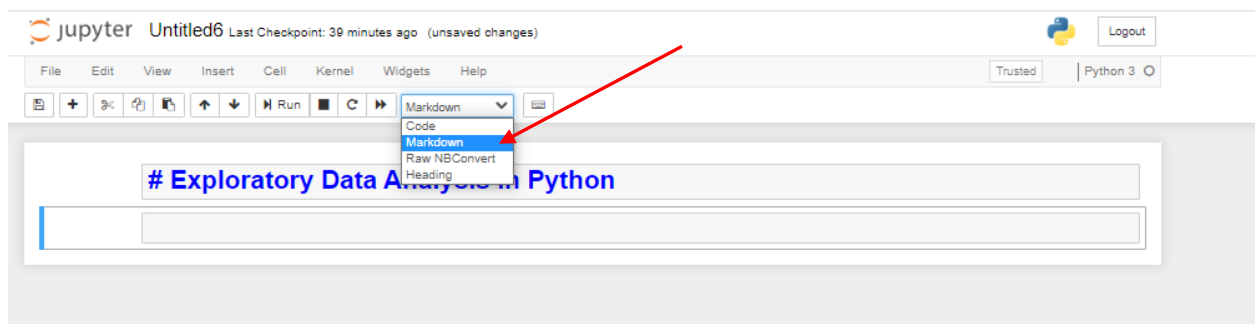 jupyter Untitled6 Last Checkpoint: 39 minutes ago (unsaved changes) Logout
File Edit View Insert Cell Kernel Widgets Help Trusted Python 3
Run Markdown
Code
Markdown
Raw NBConvert
Heading
# Exploratory Data Analysis in Python